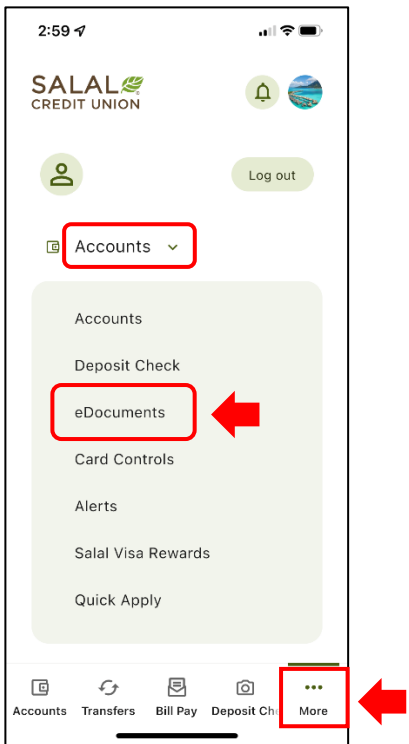 2:59
SALAL
CREDIT UNION
Log out
Accounts
Accounts
Deposit Check
eDocuments
Card Controls
Alerts
Salal Visa Rewards
Quick Apply
Accounts Transfers Bill Pay Deposit Ch More